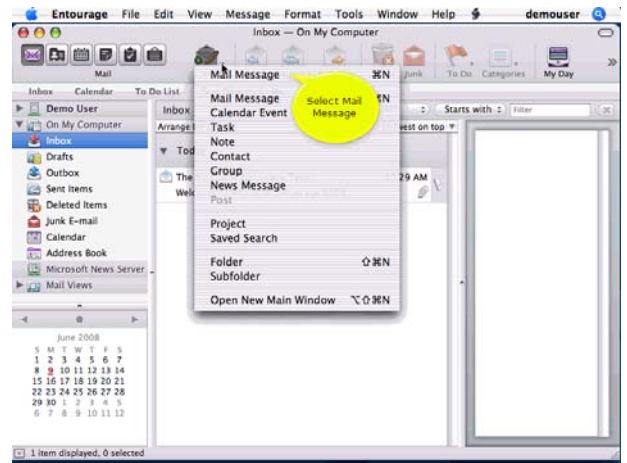 Entourage File Edit View Message Format Tools Window Help demouser
Inbox — On My Computer
Mail Junk To Do Categories My Day
Inbox Calendar To Do List
Demo User
On My Computer
Inbox
Drafts
Outbox
Sent Items
Deleted Items
Junk E-mail
Calendar
Address Book
Microsoft News Server
Mail Views
June 2008
S M T W T F S
1 2 3 4 5 6 7
8 9 10 11 12 13 14
15 16 17 18 19 20 21
22 23 24 25 26 27 28
29 30 1 2 3 4 5
6 7 8 9 10 11 12
1 item displayed, 0 selected
Inbox
Starts with Filter
Arrange
est on top
Tod
The
29 AM
Welc
Mail Message ⌘N
Mail Message ⌘N
Calendar Event
Task
Note
Contact
Group
News Message
Post
Project
Saved Search
Folder ⇧⌘N
Subfolder
Open New Main Window ⌥⇧⌘N
Select Mail
Message